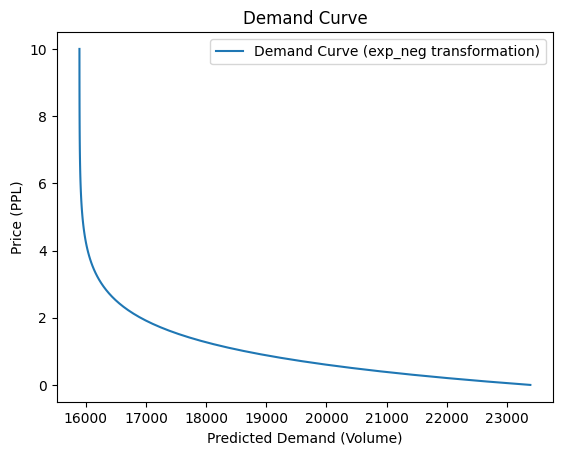 Demand Curve
Demand Curve (exp_neg transformation)
10
8
6
4
2
0
Price (PPL)
16000 17000 18000 19000 20000 21000 22000 23000
Predicted Demand (Volume)